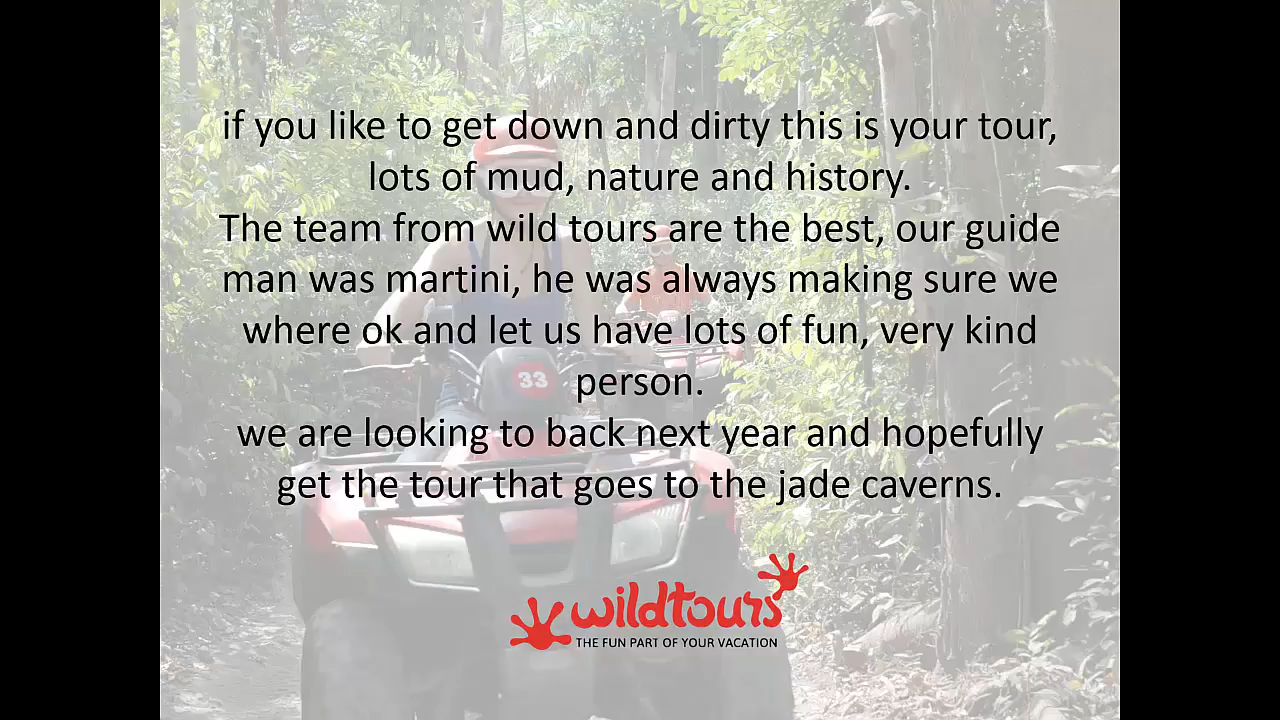 if you like to get down and dirty this is your tour,
lots of mud, nature and history.
The team from wild tours are the best, our guide
man was martini, he was always making sure we
where ok and let us have lots of fun, very kind
person.
33
we are looking to back next year and hopefully
get the tour that goes to the jade caverns.
wildtours
THE FUN PART OF YOUR VACATION